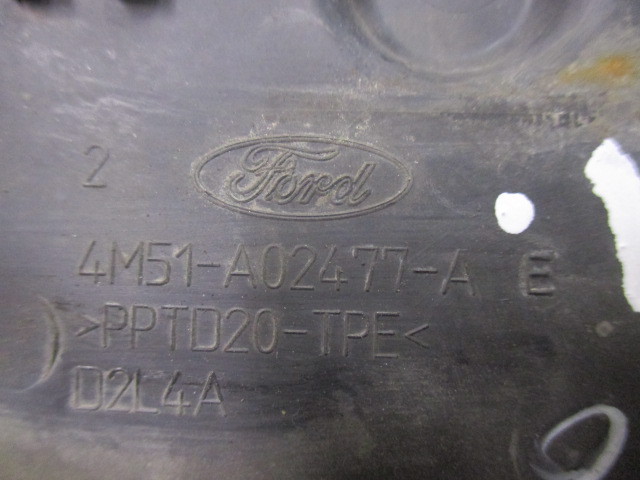 2 Ford
4M51-A02477-A E
>PPTD20-TPE<
D2L4A